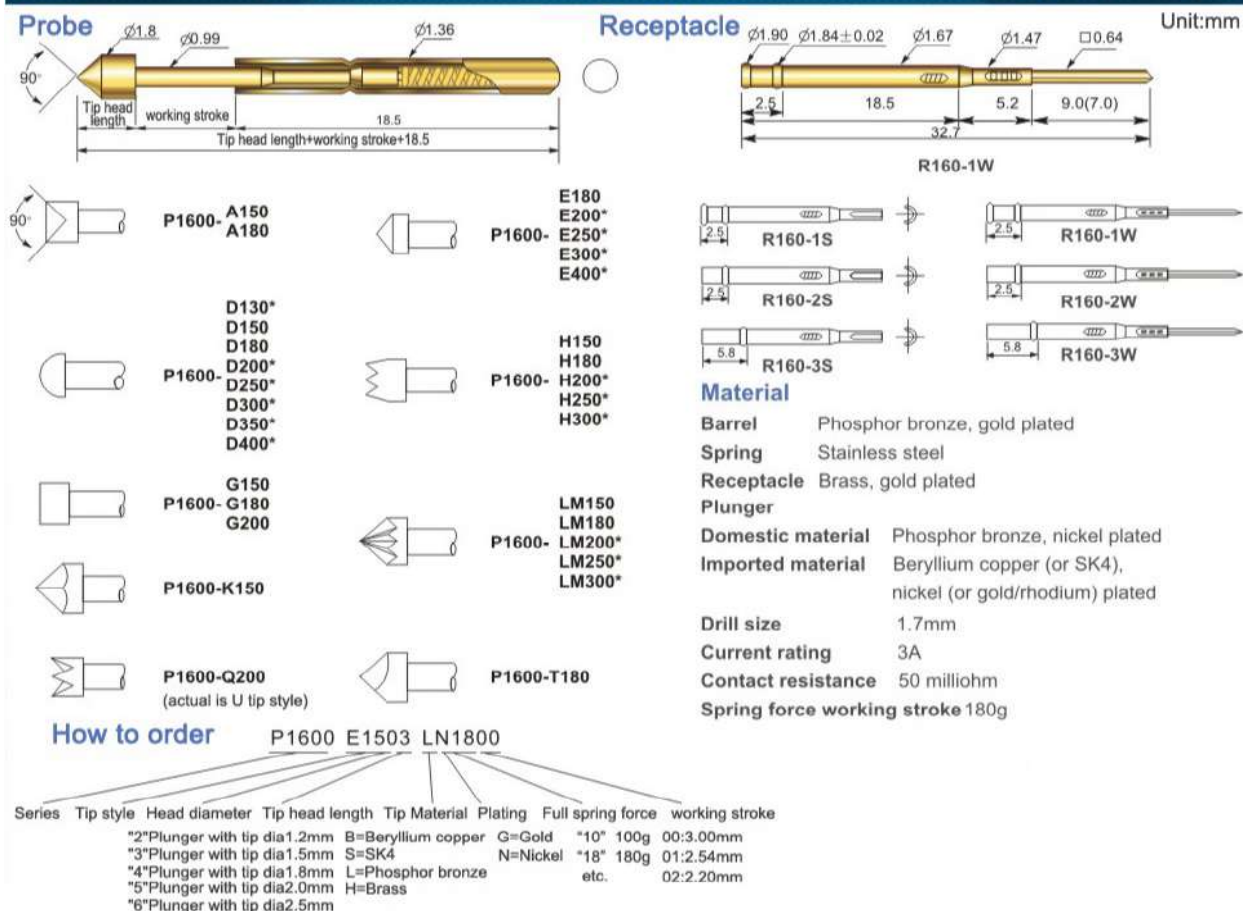 Probe
Receptacle
Unit:mm
Ø1.8
Ø0.99
Ø1.36
90°
Tip head length
working stroke
18.5
Tip head length+working stroke+18.5
Ø1.90
Ø1.84±0.02
Ø1.67
Ø1.47
□0.64
2.5
18.5
5.2
9.0(7.0)
32.7
R160-1W
90°
P1600-
A150
A180
P1600-
E180
E200*
E250*
E300*
E400*
P1600-
D130*
D150
D180
D200*
D250*
D300*
D350*
D400*
P1600-
H150
H180
H200*
H250*
H300*
P1600-
G150
G180
G200
P1600-
LM150
LM180
LM200*
LM250*
LM300*
P1600-K150
P1600-Q200
(actual is U tip style)
P1600-T180
2.5
R160-1S
2.5
R160-1W
2.5
R160-2S
2.5
R160-2W
5.8
R160-3S
5.8
R160-3W
Material
Barrel Phosphor bronze, gold plated
Spring Stainless steel
Receptacle Brass, gold plated
Plunger
Domestic material Phosphor bronze, nickel plated
Imported material Beryllium copper (or SK4),
nickel (or gold/rhodium) plated
Drill size 1.7mm
Current rating 3A
Contact resistance 50 milliohm
Spring force working stroke 180g
How to order
P1600 E1503 LN1800
Series Tip style Head diameter Tip head length Tip Material Plating Full spring force working stroke
"2"Plunger with tip dia1.2mm B=Beryllium copper G=Gold "10" 100g 00:3.00mm
"3"Plunger with tip dia1.5mm S=SK4 N=Nickel "18" 180g 01:2.54mm
"4"Plunger with tip dia1.8mm L=Phosphor bronze etc. 02:2.20mm
"5"Plunger with tip dia2.0mm H=Brass
"6"Plunger with tip dia2.5mm